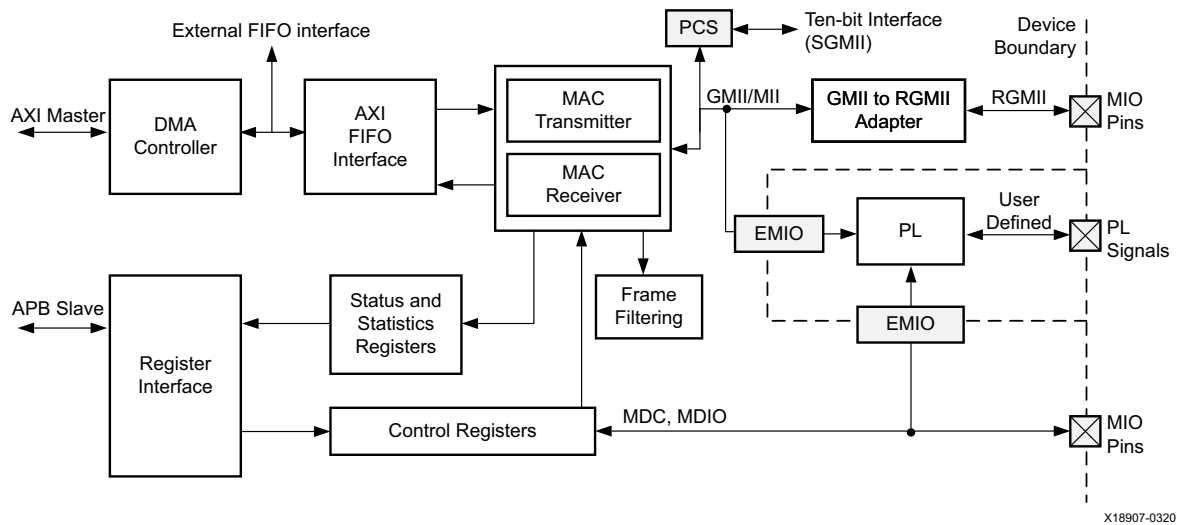 External FIFO interface
PCS
Ten-bit Interface
(SGMII)
Device
Boundary
AXI Master
DMA
Controller
AXI
FIFO
Interface
MAC
Transmitter
MAC
Receiver
GMII/MII
GMII to RGMII
Adapter
RGMII
MIO
Pins
EMIO
PL
User
Defined
PL
Signals
APB Slave
Register
Interface
Status and
Statistics
Registers
Frame
Filtering
EMIO
Control Registers
MDC, MDIO
MIO
Pins
X18907-0320